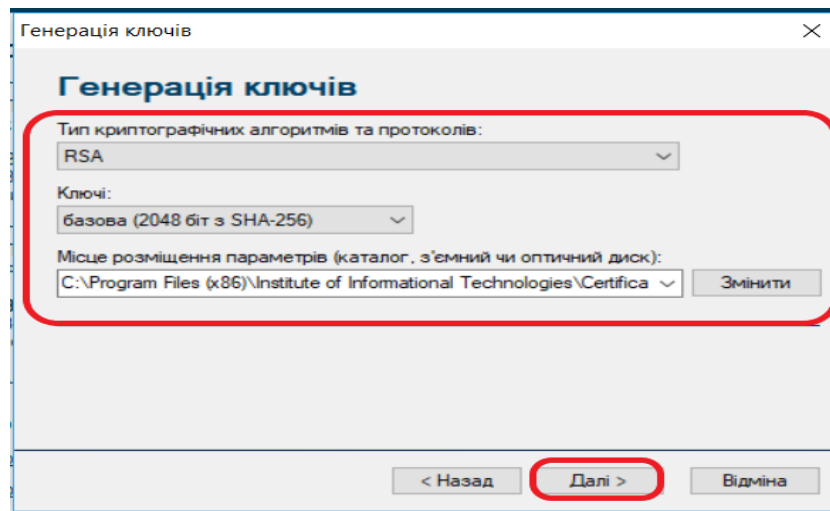 Генерація ключів
Генерація ключів
Тип криптографічних алгоритмів та протоколів:
RSA
Ключі:
базова (2048 біт з SHA-256)
Місце розміщення параметрів (каталог, з'ємний чи оптичний диск):
C:\Program Files (x86)\Institute of Informational Technologies\Certifica
Змінити
< Назад
Далі >
Відміна